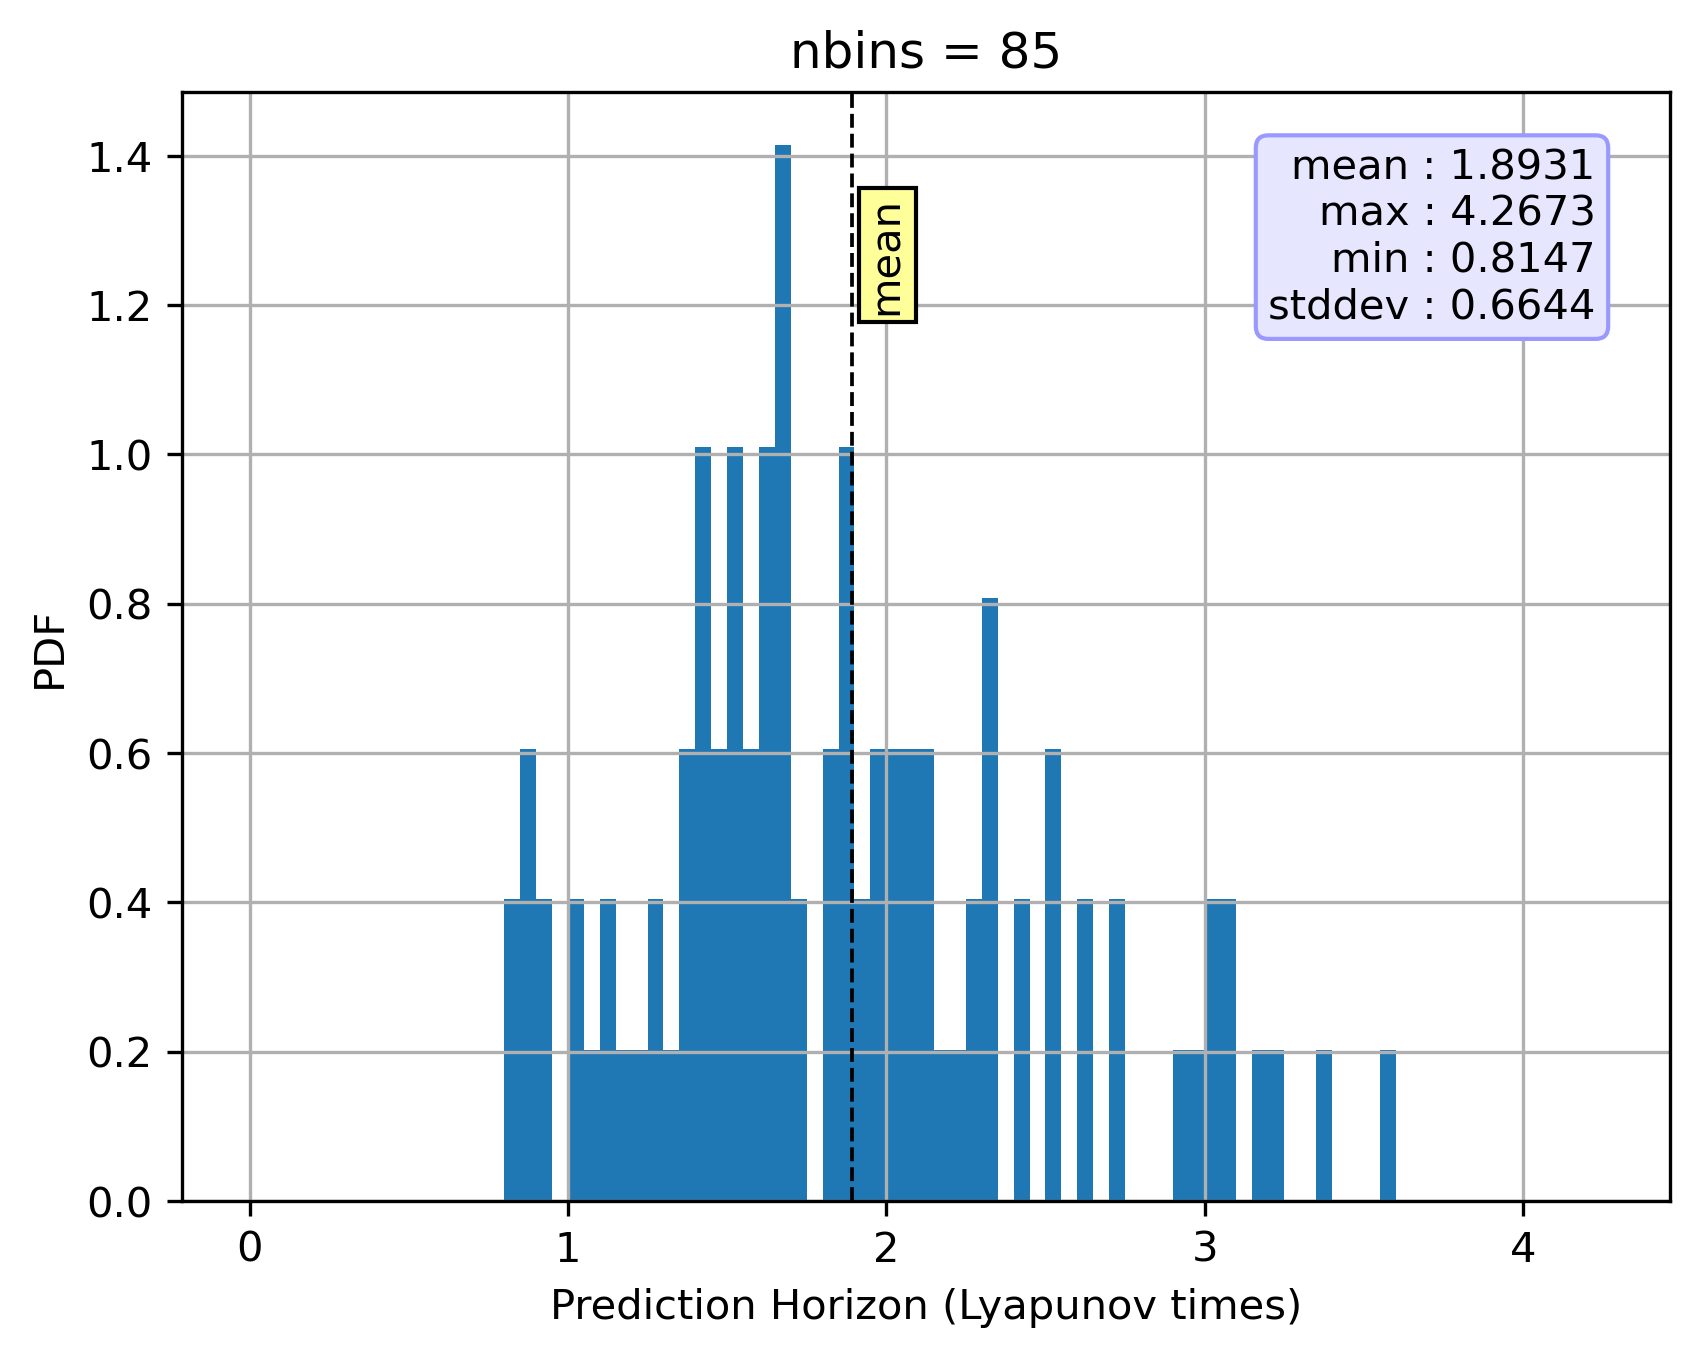 nbins = 85
1.4
1.2
1.0
0.8
0.6
0.4
0.2
0.0
PDF
mean
mean : 1.8931
max : 4.2673
min : 0.8147
stddev : 0.6644
0 1 2 3 4
Prediction Horizon (Lyapunov times)